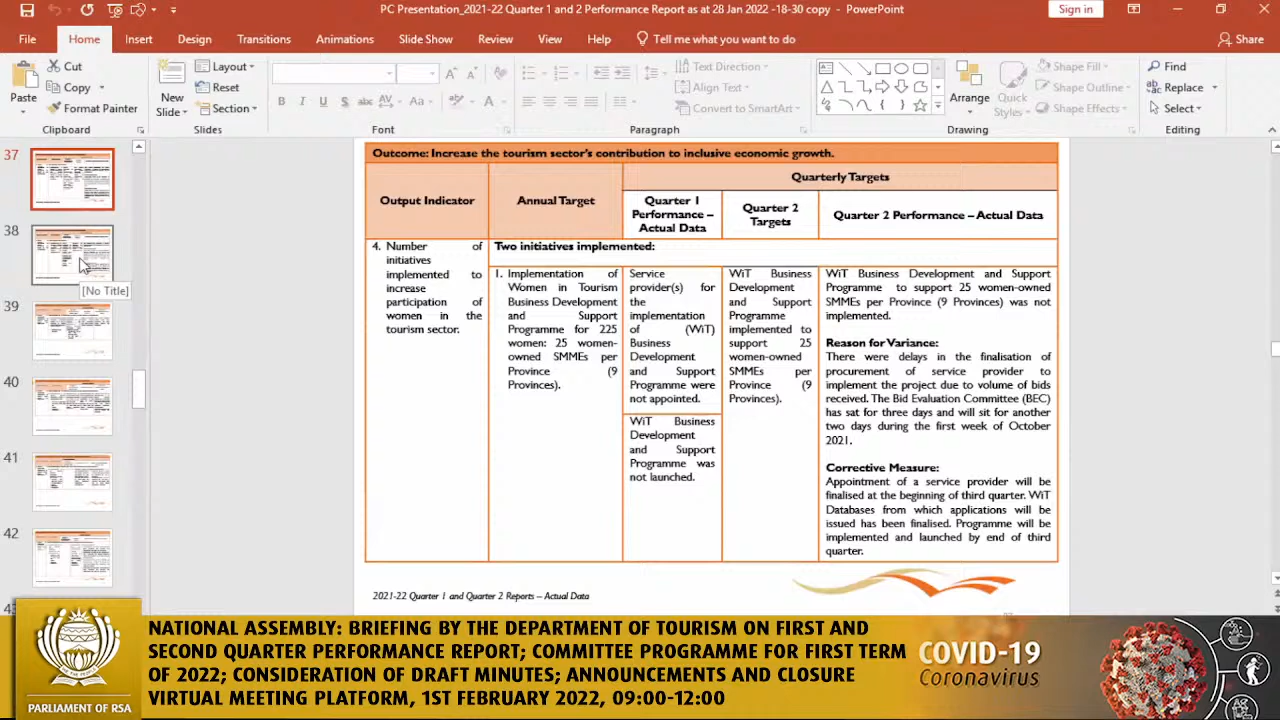 PC Presentation_2021-22 Quarter 1 and 2 Performance Report as at 28 Jan 2022 -18-30 copy - PowerPoint
Sign in
File Home Insert Design Transitions Animations Slide Show Review View Help Tell me what you want to do Share
Cut
Copy
Format Painter
Paste
Clipboard
New
Slide
Layout
Reset
Section
Slides
B I U S abc AV Aa A
Font
Text Direction
Align Text
Convert to SmartArt
Paragraph
Arrange
Quick
Styles
Shape Fill
Shape Outline
Shape Effects
Drawing
Find
Replace
Select
Editing
37
38
[No Title]
39
40
41
42
Outcome: Increase the tourism sector's contribution to inclusive economic growth.
Output Indicator
Annual Target
Quarterly Targets
Quarter 1
Performance –
Actual Data
Quarter 2
Targets
Quarter 2 Performance – Actual Data
4. Number of
initiatives
implemented to
increase
participation of
women in the
tourism sector.
Two initiatives implemented:
1. Implementation of
Women in Tourism
Business Development
and Support
Programme for 225
women: 25 women-
owned SMMEs per
Province (9
Provinces).
Service
provider(s) for
the
implementation
of (WiT)
Business
Development
and Support
Programme were
not appointed.
WiT Business
Development
and Support
Programme was
not launched.
WiT Business
Development
and Support
Programme
implemented to
support 25
women-owned
SMMEs per
Province (9
Provinces).
WiT Business Development and Support
Programme to support 25 women-owned
SMMEs per Province (9 Provinces) was not
implemented.
Reason for Variance:
There were delays in the finalisation of
procurement of service provider to
implement the project due to volume of bids
received. The Bid Evaluation Committee (BEC)
has sat for three days and will sit for another
two days during the first week of October
2021.
Corrective Measure:
Appointment of a service provider will be
finalised at the beginning of third quarter. WiT
Databases from which applications will be
issued has been finalised. Programme will be
implemented and launched by end of third
quarter.
2021-22 Quarter 1 and Quarter 2 Reports – Actual Data
PARLIAMENT OF RSA
NATIONAL ASSEMBLY: BRIEFING BY THE DEPARTMENT OF TOURISM ON FIRST AND
SECOND QUARTER PERFORMANCE REPORT; COMMITTEE PROGRAMME FOR FIRST TERM
OF 2022; CONSIDERATION OF DRAFT MINUTES; ANNOUNCEMENTS AND CLOSURE
VIRTUAL MEETING PLATFORM, 1ST FEBRUARY 2022, 09:00-12:00
COVID-19
Coronavirus